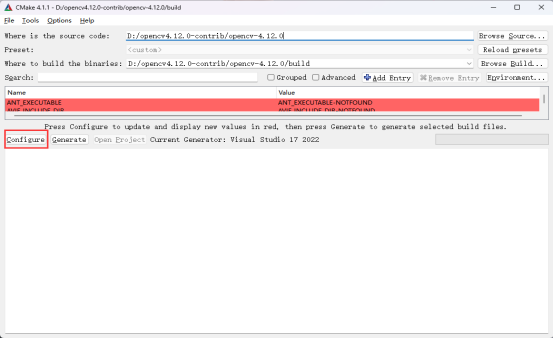 CMake 4.1.1 - D:/opencv4.12.0-contrib/opencv-4.12.0/build
File Tools Options Help
Where is the source code: D:/opencv4.12.0-contrib/opencv-4.12.0 Browse Source...
Preset: <custom> Reload presets
Where to build the binaries: D:/opencv4.12.0-contrib/opencv-4.12.0/build Browse Build...
Search: Grouped Advanced Add Entry Remove Entry Environment...
Name Value
ANT_EXECUTABLE ANT_EXECUTABLE-NOTFOUND
AVIF_INCLUDE_DIR AVIF_INCLUDE_DIR-NOTFOUND
Press Configure to update and display new values in red, then press Generate to generate selected build files.
Configure Generate Open Project Current Generator: Visual Studio 17 2022